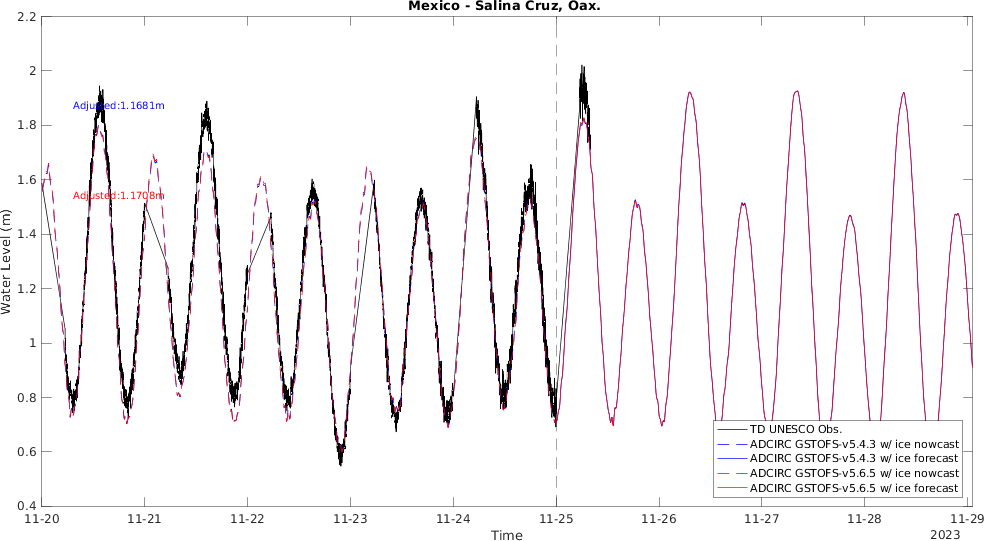 Mexico - Salina Cruz, Oax.
Water Level (m)
2.2
2
1.8
1.6
1.4
1.2
1
0.8
0.6
0.4
Adjusted:1.1681m
Adjusted:1.1708m
TD UNESCO Obs.
ADCIRC GSTOFS-v5.4.3 w/ ice nowcast
ADCIRC GSTOFS-v5.4.3 w/ ice forecast
ADCIRC GSTOFS-v5.6.5 w/ ice nowcast
ADCIRC GSTOFS-v5.6.5 w/ ice forecast
11-20 11-21 11-22 11-23 11-24 11-25 11-26 11-27 11-28 11-29
Time
2023